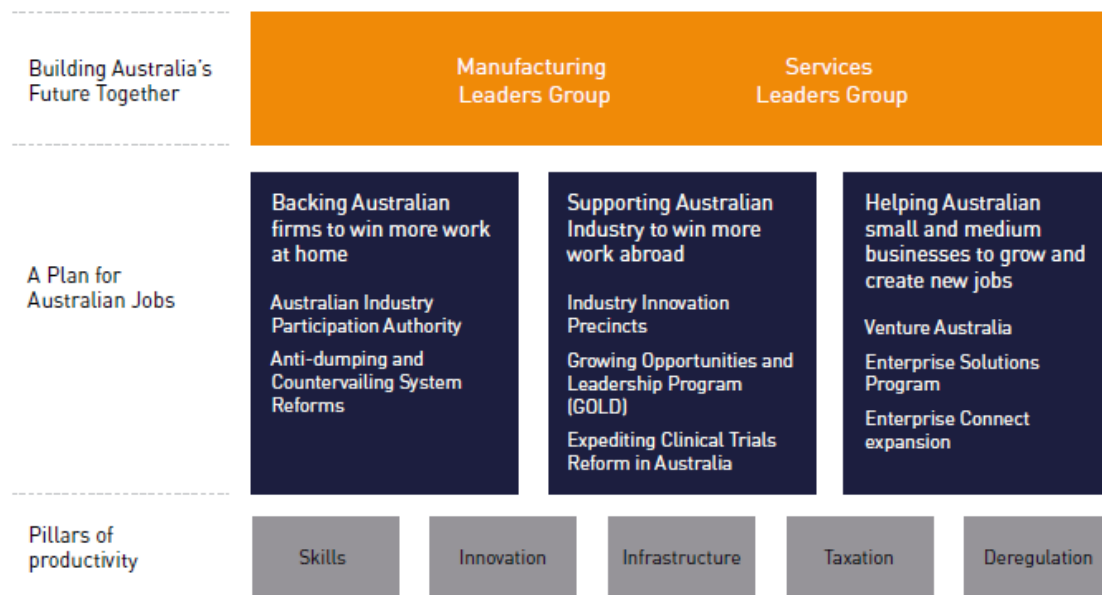 Building Australia's
Future Together
Manufacturing
Leaders Group
Services
Leaders Group
A Plan for
Australian Jobs
Backing Australian
firms to win more work
at home
Australian Industry
Participation Authority
Anti-dumping and
Countervailing System
Reforms
Supporting Australian
Industry to win more
work abroad
Industry Innovation
Precincts
Growing Opportunities and
Leadership Program
(GOLD)
Expediting Clinical Trials
Reform in Australia
Helping Australian
small and medium
businesses to grow and
create new jobs
Venture Australia
Enterprise Solutions
Program
Enterprise Connect
expansion
Pillars of
productivity
Skills
Innovation
Infrastructure
Taxation
Deregulation